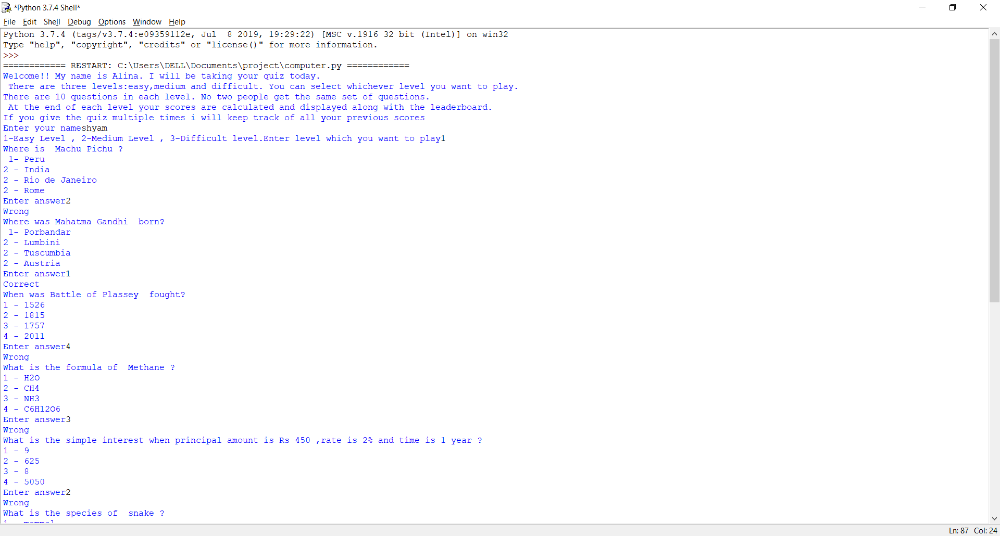 *Python 3.7.4 Shell*
File Edit Shell Debug Options Window Help
Python 3.7.4 (tags/v3.7.4:e09359112e, Jul  8 2019, 19:29:22) [MSC v.1916 32 bit (Intel)] on win32
Type "help", "copyright", "credits" or "license()" for more information.
>>>
============ RESTART: C:\Users\DELL\Documents\project\computer.py ============
Welcome!! My name is Alina. I will be taking your quiz today.
 There are three levels:easy,medium and difficult. You can select whichever level you want to play.
There are 10 questions in each level. No two people get the same set of questions.
 At the end of each level your scores are calculated and displayed along with the leaderboard.
If you give the quiz multiple times i will keep track of all your previous scores
Enter your nameshyam
1-Easy Level , 2-Medium Level , 3-Difficult level.Enter level which you want to play1
Where is  Machu Pichu ?
 1- Peru
2 - India
2 - Rio de Janeiro
2 - Rome
Enter answer2
Wrong
Where was Mahatma Gandhi  born?
 1- Porbandar
2 - Lumbini
2 - Tuscumbia
2 - Austria
Enter answer1
Correct
When was Battle of Plassey  fought?
1 - 1526
2 - 1815
3 - 1757
4 - 2011
Enter answer4
Wrong
What is the formula of  Methane ?
1 - H2O
2 - CH4
3 - NH3
4 - C6H12O6
Enter answer3
Wrong
What is the simple interest when principal amount is Rs 450 ,rate is 2% and time is 1 year ?
1 - 9
2 - 625
3 - 8
4 - 5050
Enter answer2
Wrong
What is the species of  snake ?
1 - mammal
Ln: 87 Col: 24